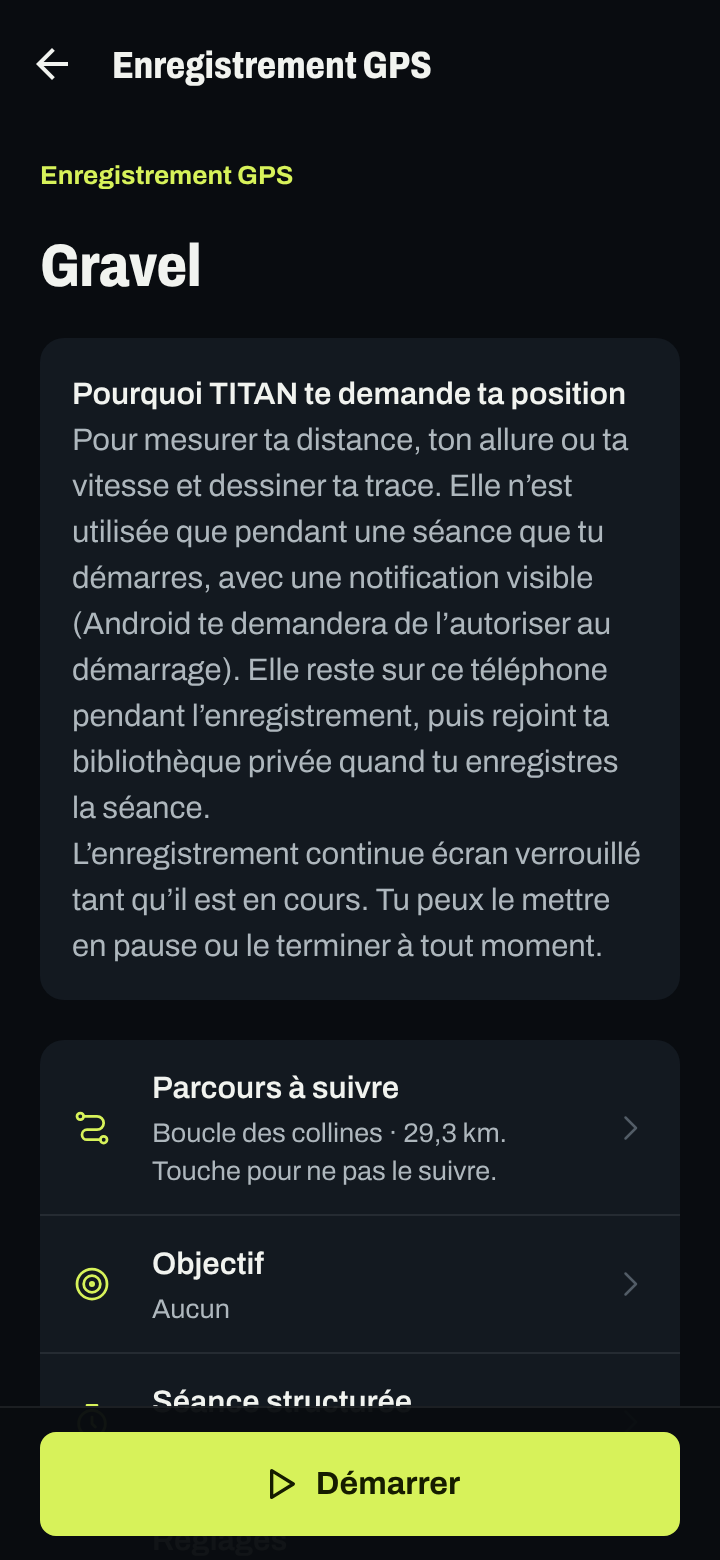 Enregistrement GPS
Enregistrement GPS
Gravel
Pourquoi TITAN te demande ta position
Pour mesurer ta distance, ton allure ou ta
vitesse et dessiner ta trace. Elle n’est
utilisée que pendant une séance que tu
démarres, avec une notification visible
(Android te demandera de l’autoriser au
démarrage). Elle reste sur ce téléphone
pendant l’enregistrement, puis rejoint ta
bibliothèque privée quand tu enregistres
la séance.
L’enregistrement continue écran verrouillé
tant qu’il est en cours. Tu peux le mettre
en pause ou le terminer à tout moment.
Parcours à suivre
Boucle des collines · 29,3 km.
Touche pour ne pas le suivre.
Objectif
Aucun
Séance structurée
Démarrer
Réglages